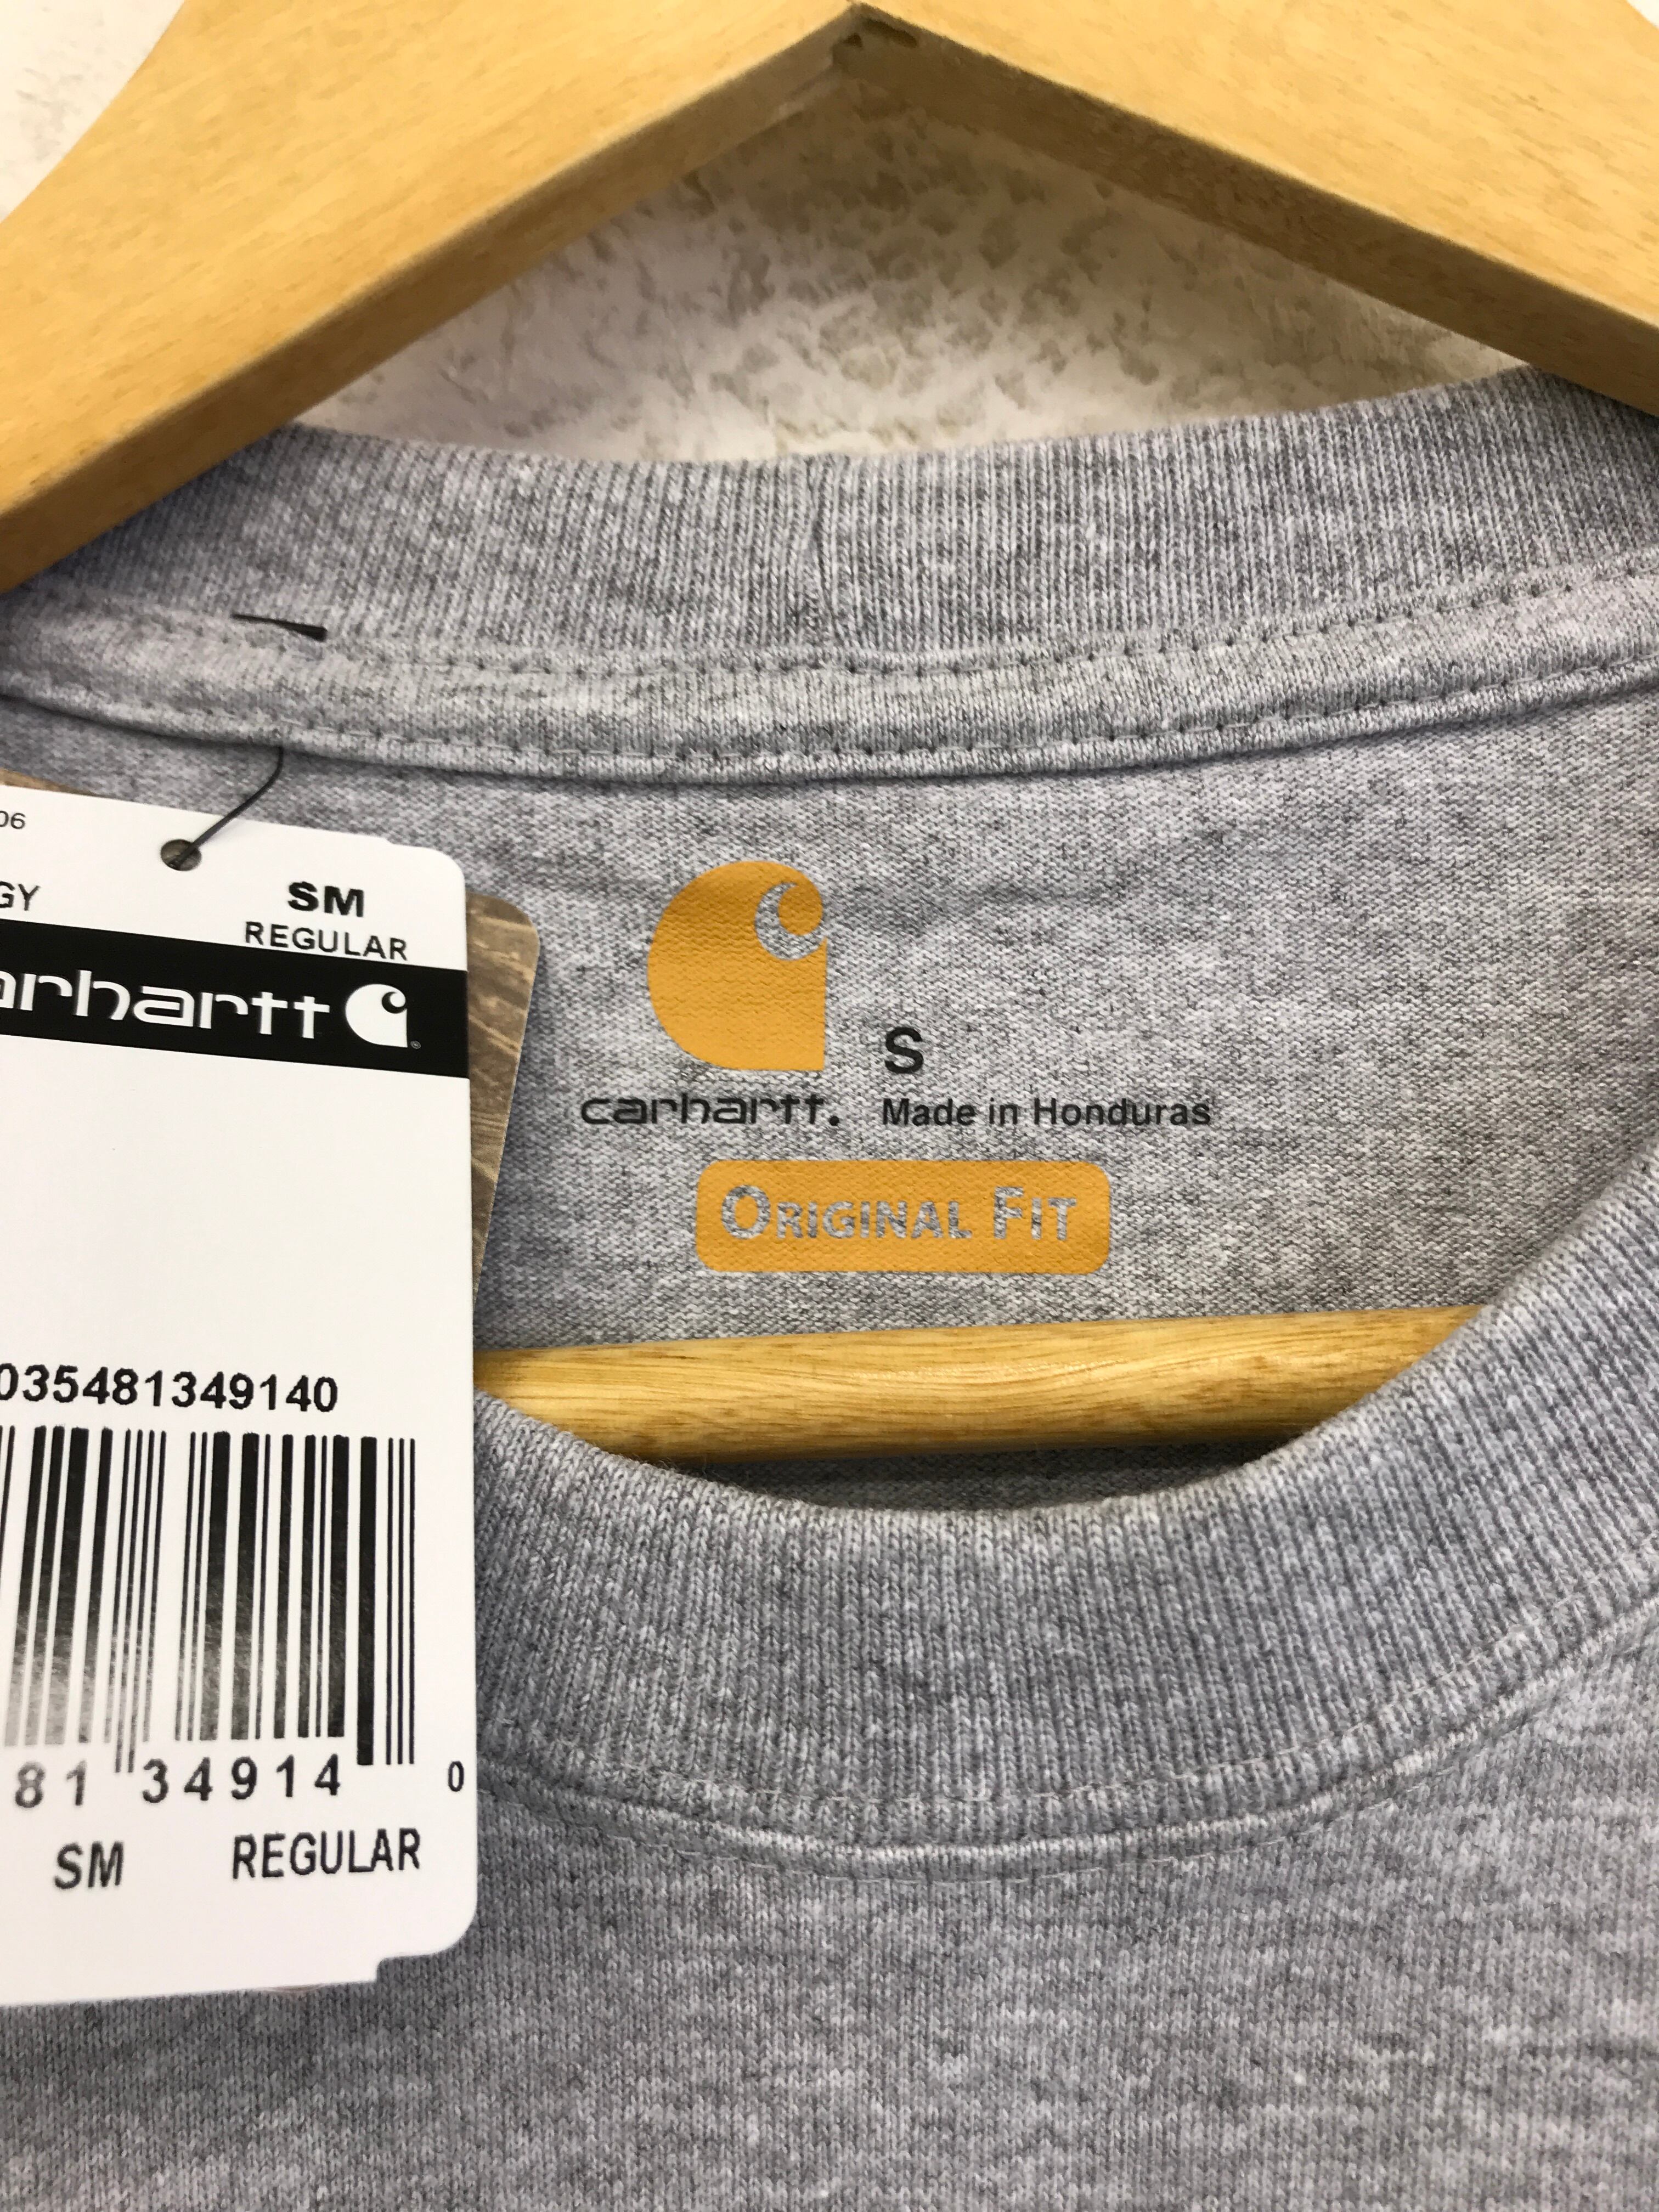 06
GY
SM
REGULAR
arhartt
035481349140
81 34914 0
SM REGULAR
S
carhartt. Made in Honduras
ORIGINAL FIT